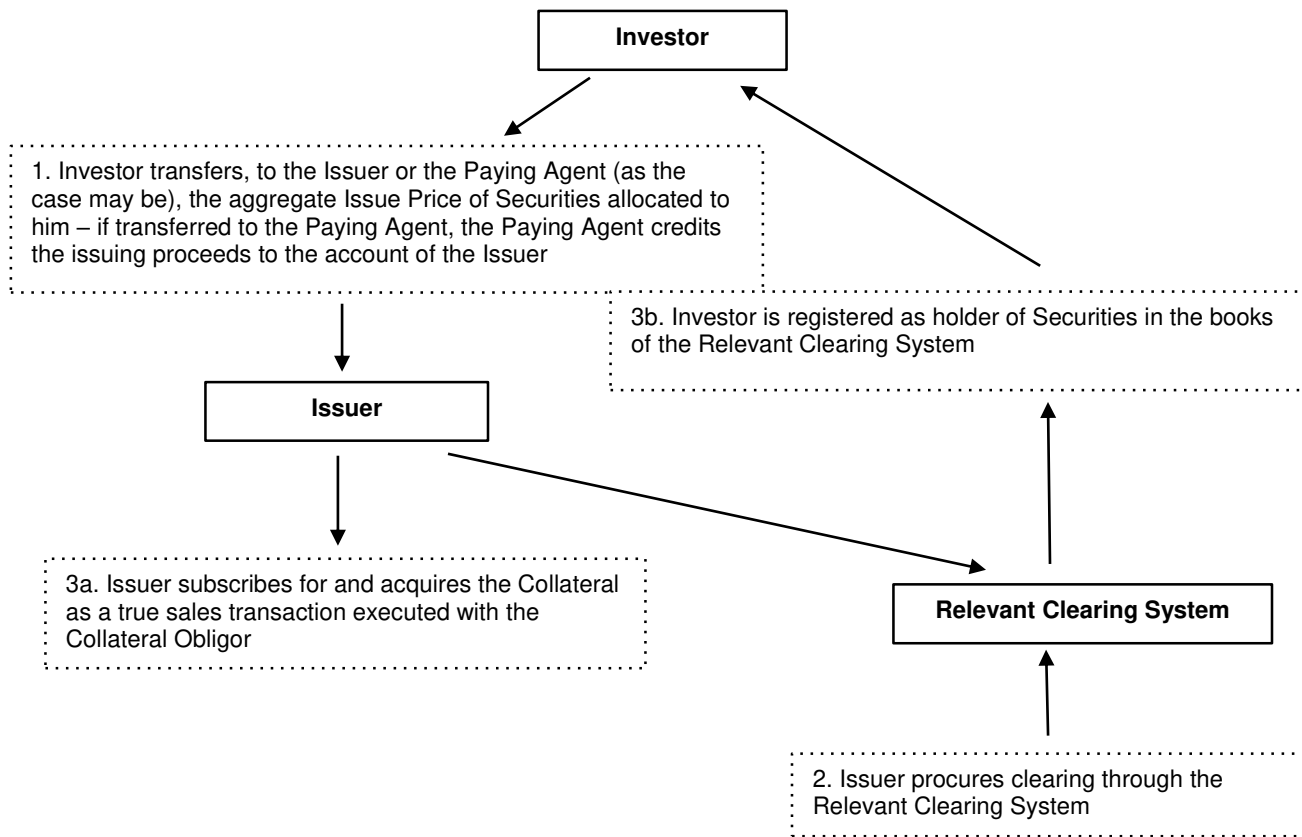 Investor
1. Investor transfers, to the Issuer or the Paying Agent (as the
case may be), the aggregate Issue Price of Securities allocated to
him – if transferred to the Paying Agent, the Paying Agent credits
the issuing proceeds to the account of the Issuer
3b. Investor is registered as holder of Securities in the books
of the Relevant Clearing System
Issuer
3a. Issuer subscribes for and acquires the Collateral
as a true sales transaction executed with the
Collateral Obligor
Relevant Clearing System
2. Issuer procures clearing through the
Relevant Clearing System